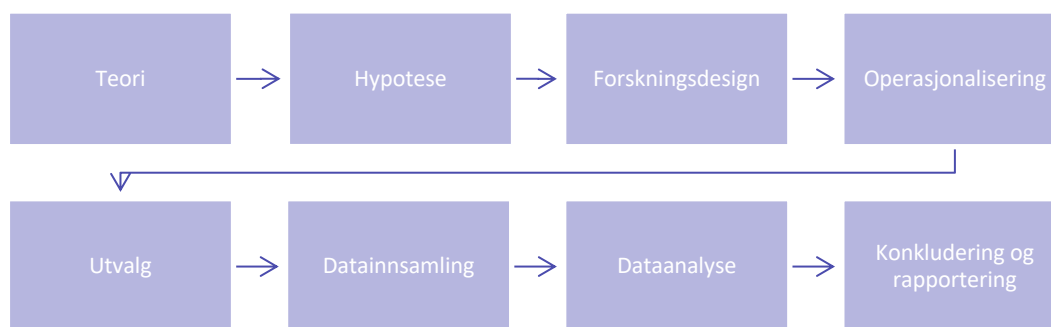 Teori
Hypotese
Forskningsdesign
Operasjonalisering
Utvalg
Datainnsamling
Dataanalyse
Konkludering og
rapportering